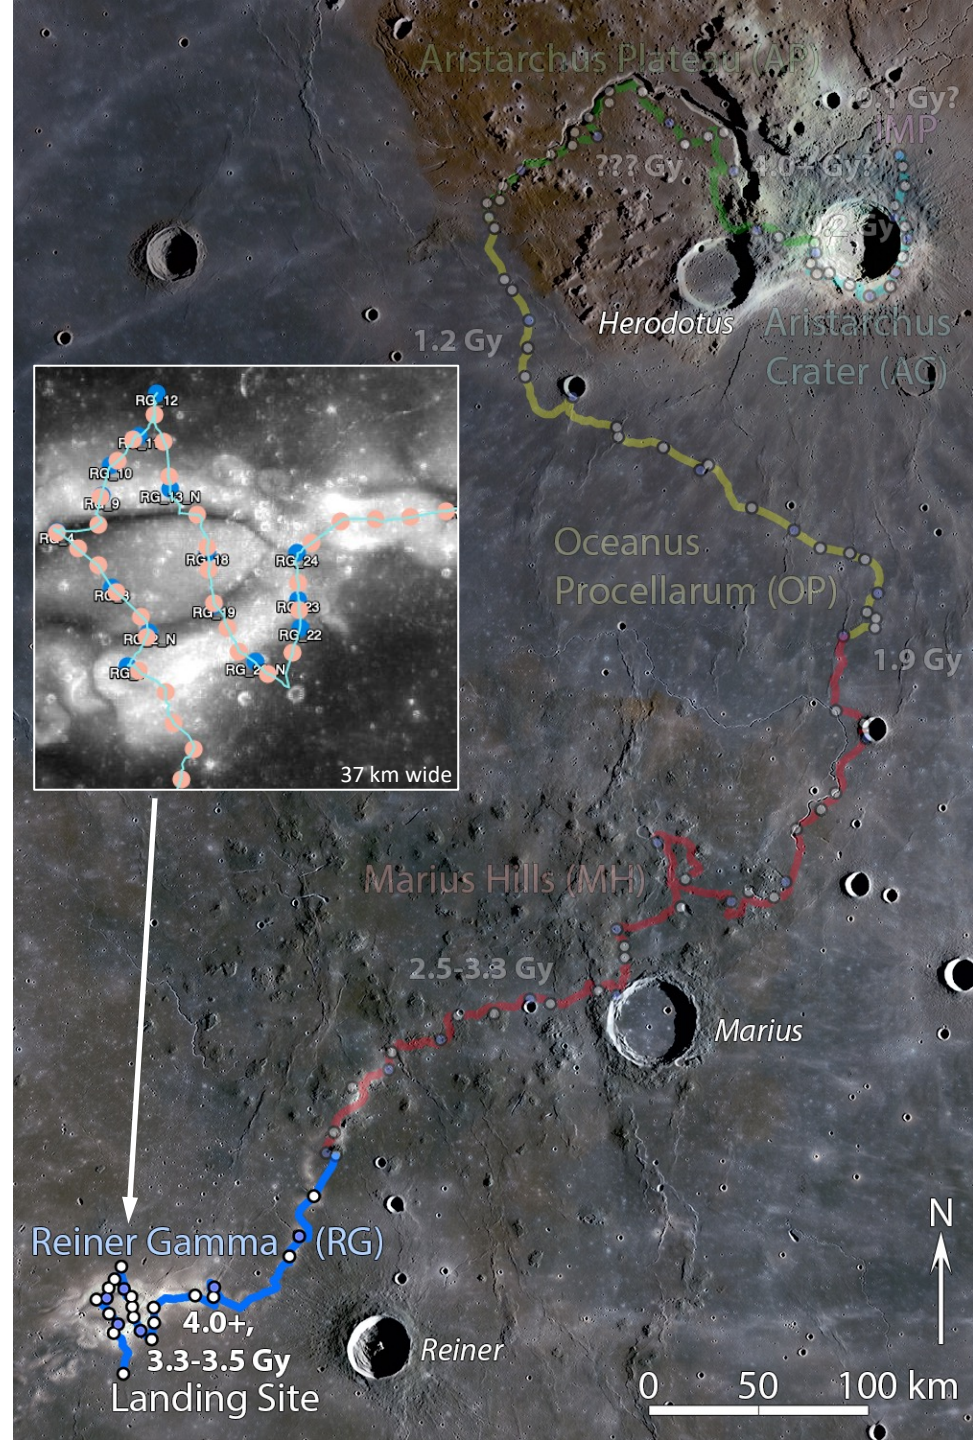 Aristarchus Plateau (AP)
0.1 Gy?
IMP
??? Gy
4.0+ Gy?
Herodotus
Aristarchus
Crater (AC)
1.2 Gy
RG_12
RG_10
RG_13_N
RG_9
RG_18
RG_24
RG_19
RG_23
RG_22
37 km wide
Oceanus
Procellarum (OP)
1.9 Gy
Marius Hills (MH)
2.5-3.3 Gy
Marius
N
Reiner Gamma (RG)
4.0+,
3.3-3.5 Gy
Reiner
Landing Site
0 50 100 km